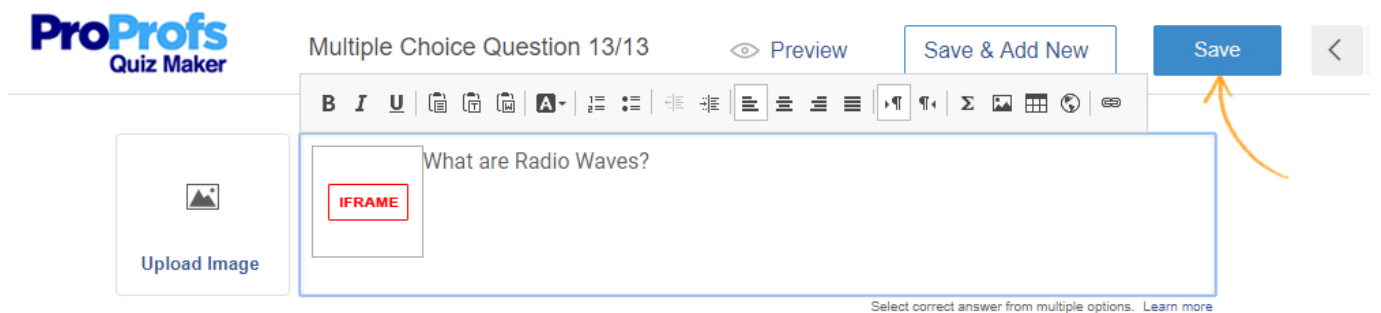 ProProfs
Quiz Maker
Multiple Choice Question 13/13
Preview
Save & Add New
Save
B I U
A
Σ
IFRAME
What are Radio Waves?
Upload Image
Select correct answer from multiple options. Learn more